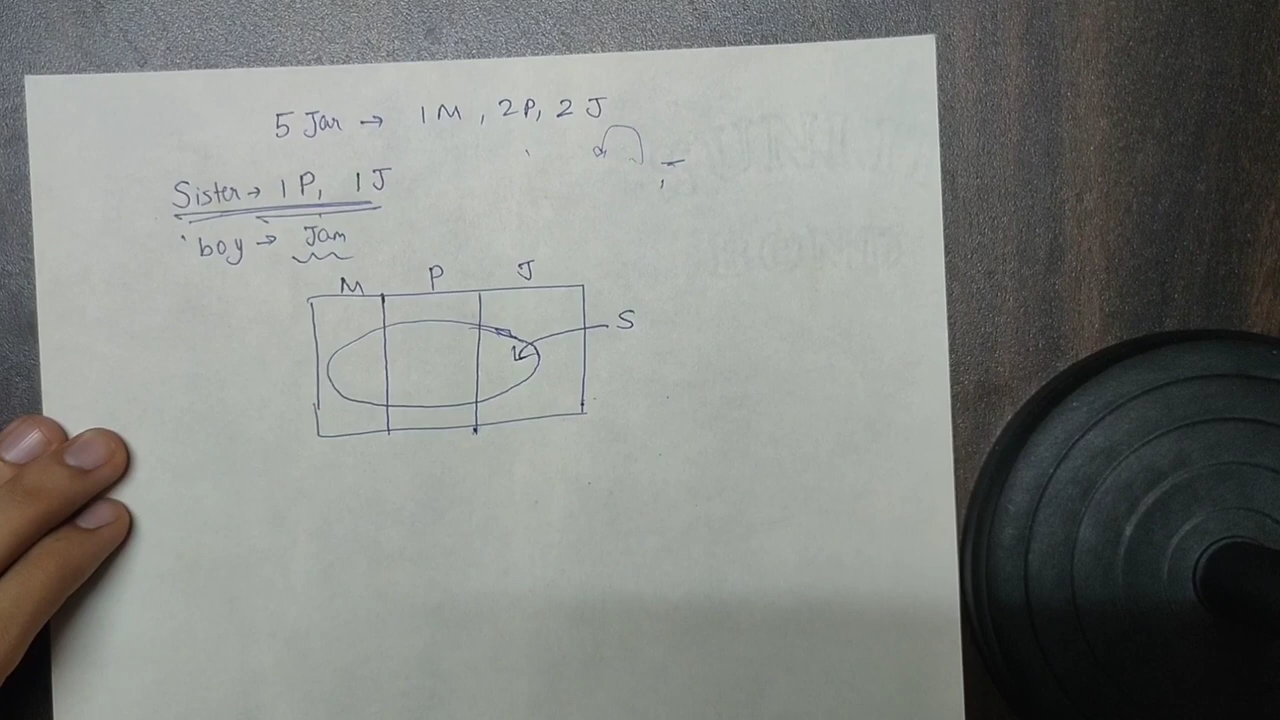 5 Jar → 1M, 2P, 2J
Sister → 1P, 1J
boy → Jam
M P J
S